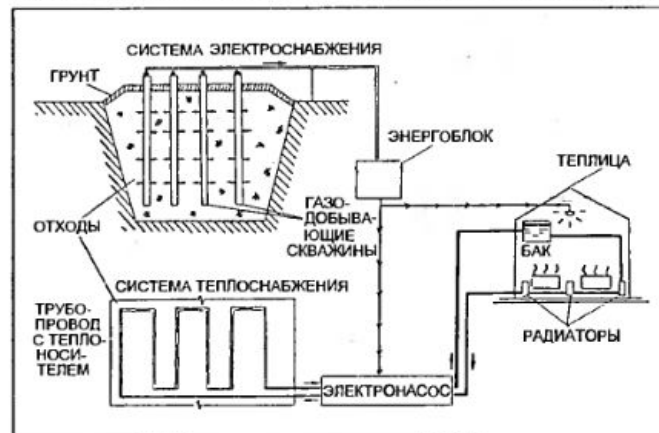 СИСТЕМА ЭЛЕКТРОСНАБЖЕНИЯ
ГРУНТ
ЭНЕРГОБЛОК
ТЕПЛИЦА
ОТХОДЫ
ГАЗО-
ДОБЫВА-
ЮЩИЕ
СКВАЖИНЫ
БАК
СИСТЕМА ТЕПЛОСНАБЖЕНИЯ
ТРУБО-
ПРОВОД
С ТЕПЛО-
НОСИ-
ТЕЛЕМ
РАДИАТОРЫ
ЭЛЕКТРОНАСОС